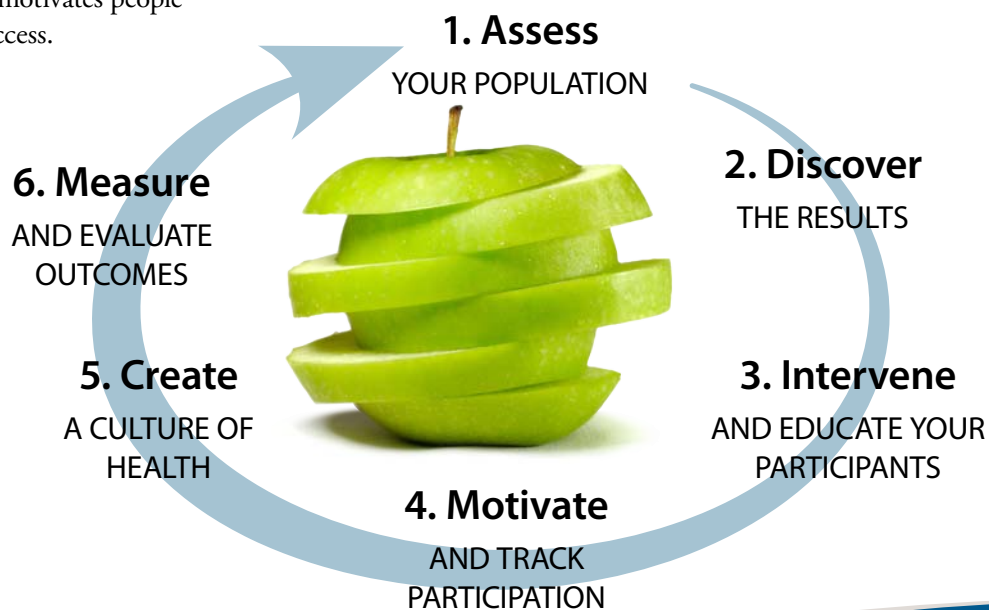 motivates people
1. Assess
YOUR POPULATION
2. Discover
THE RESULTS
3. Intervene
AND EDUCATE YOUR
PARTICIPANTS
4. Motivate
AND TRACK
PARTICIPATION
5. Create
A CULTURE OF
HEALTH
6. Measure
AND EVALUATE
OUTCOMES